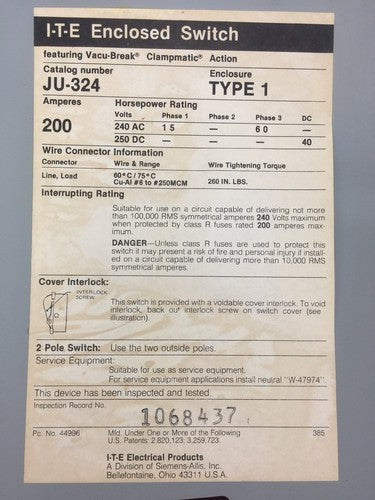 I-T-E Enclosed Switch
featuring Vacu-Break® Clampmatic® Action
Catalog number Enclosure
JU-324 TYPE 1
Amperes Horsepower Rating
200 Volts Phase 1 Phase 2 Phase 3 DC
240 AC 15 — 60 —
250 DC — — — 40
Wire Connector Information
Connector Wire & Range Wire Tightening Torque
Line, Load 60°C/75°C
Cu-Al #6 to #250MCM 260 IN. LBS.
Interrupting Rating
Suitable for use on a circuit capable of delivering not more
than 100,000 RMS symmetrical amperes 240 Volts maximum
when protected by class R fuses rated 200 amperes max-
imum.
DANGER—Unless class R fuses are used to protect this
switch it may present a risk of fire and personal injury if install-
ed on a circuit capable of delivering more than 10,000 RMS
symmetrical amperes.
Cover Interlock:
INTERLOCK
SCREW
This switch is provided with a voidable cover interlock. To void
interlock, back out interlock screw on switch cover (see
illustration).
2 Pole Switch: Use the two outside poles.
Service Equipment:
Suitable for use as service equipment.
For service equipment applications install neutral "W-47974".
This device has been inspected and tested.
Inspection Record No.
1068437
Pc. No. 44996 Mfd. Under One or More of the Following 385
U.S. Patents: 2,820,123; 3,259,723.
I-T-E Electrical Products
A Division of Siemens-Allis, Inc.
Bellefontaine, Ohio 43311 U.S.A.